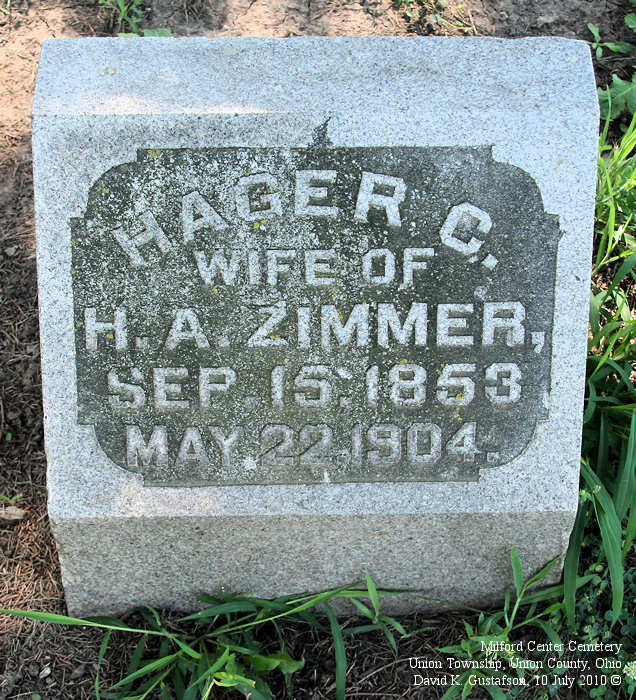 HAGER C.
WIFE OF
H. A. ZIMMER,
SEP. 15, 1853
MAY. 22. 1904.
Milford Center Cemetery
Union Township, Union County, Ohio
David K. Gustafson, 10 July 2010 ©